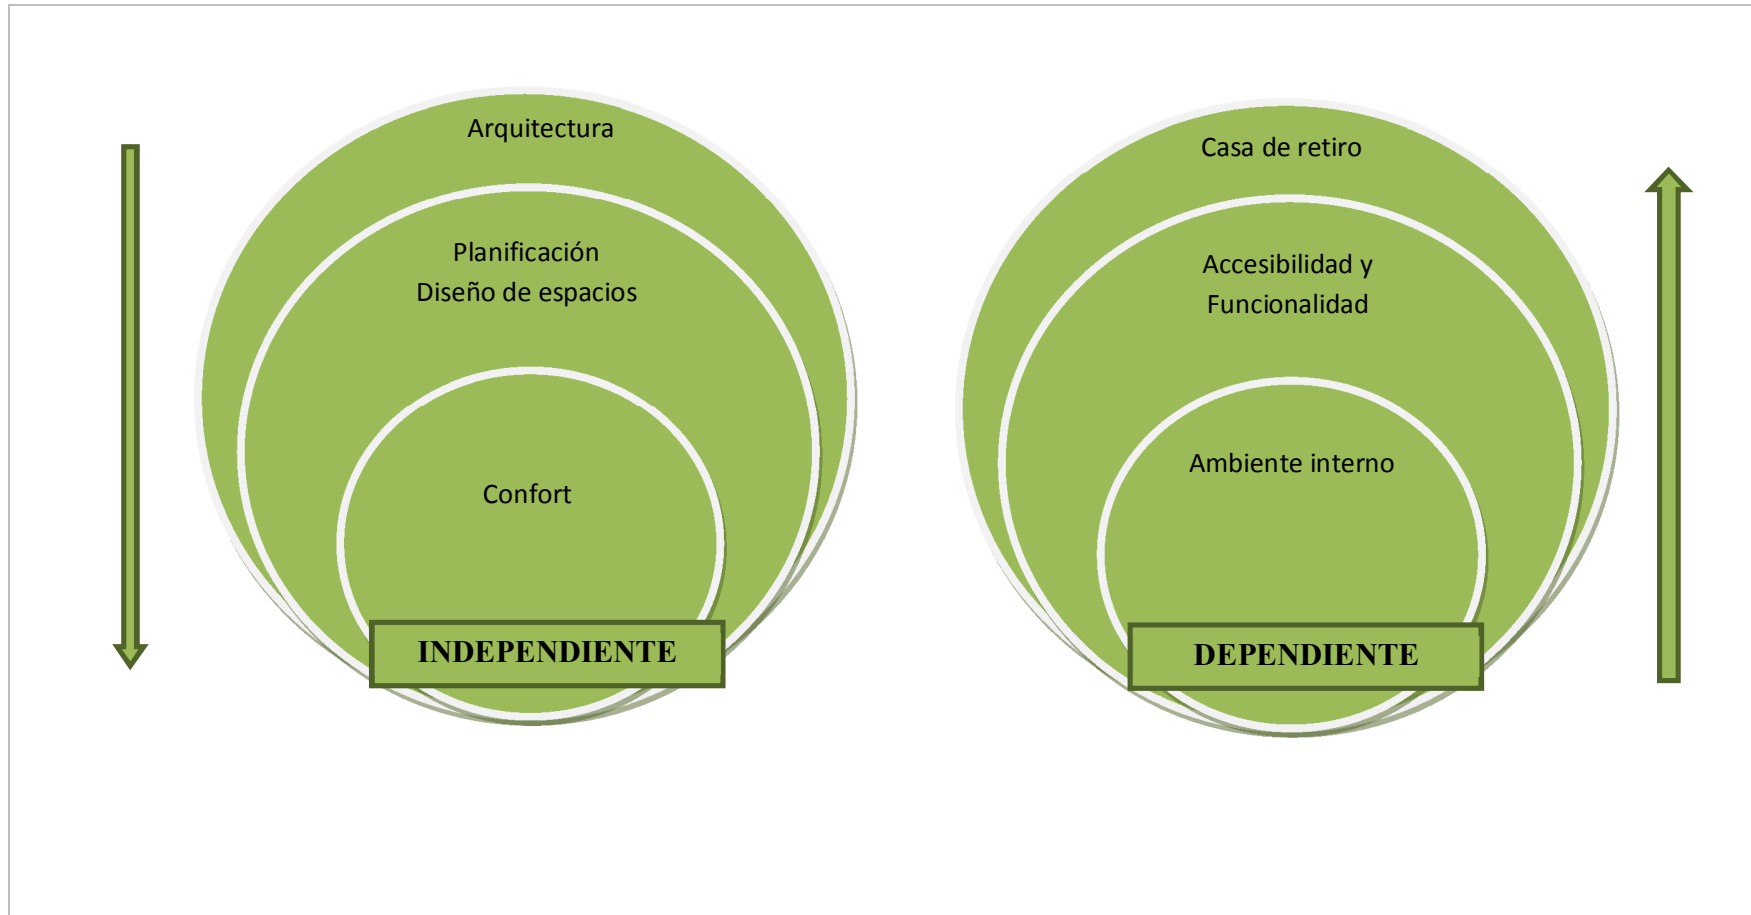 Arquitectura
Planificación
Diseño de espacios
Confort
INDEPENDIENTE
Casa de retiro
Accesibilidad y
Funcionalidad
Ambiente interno
DEPENDIENTE